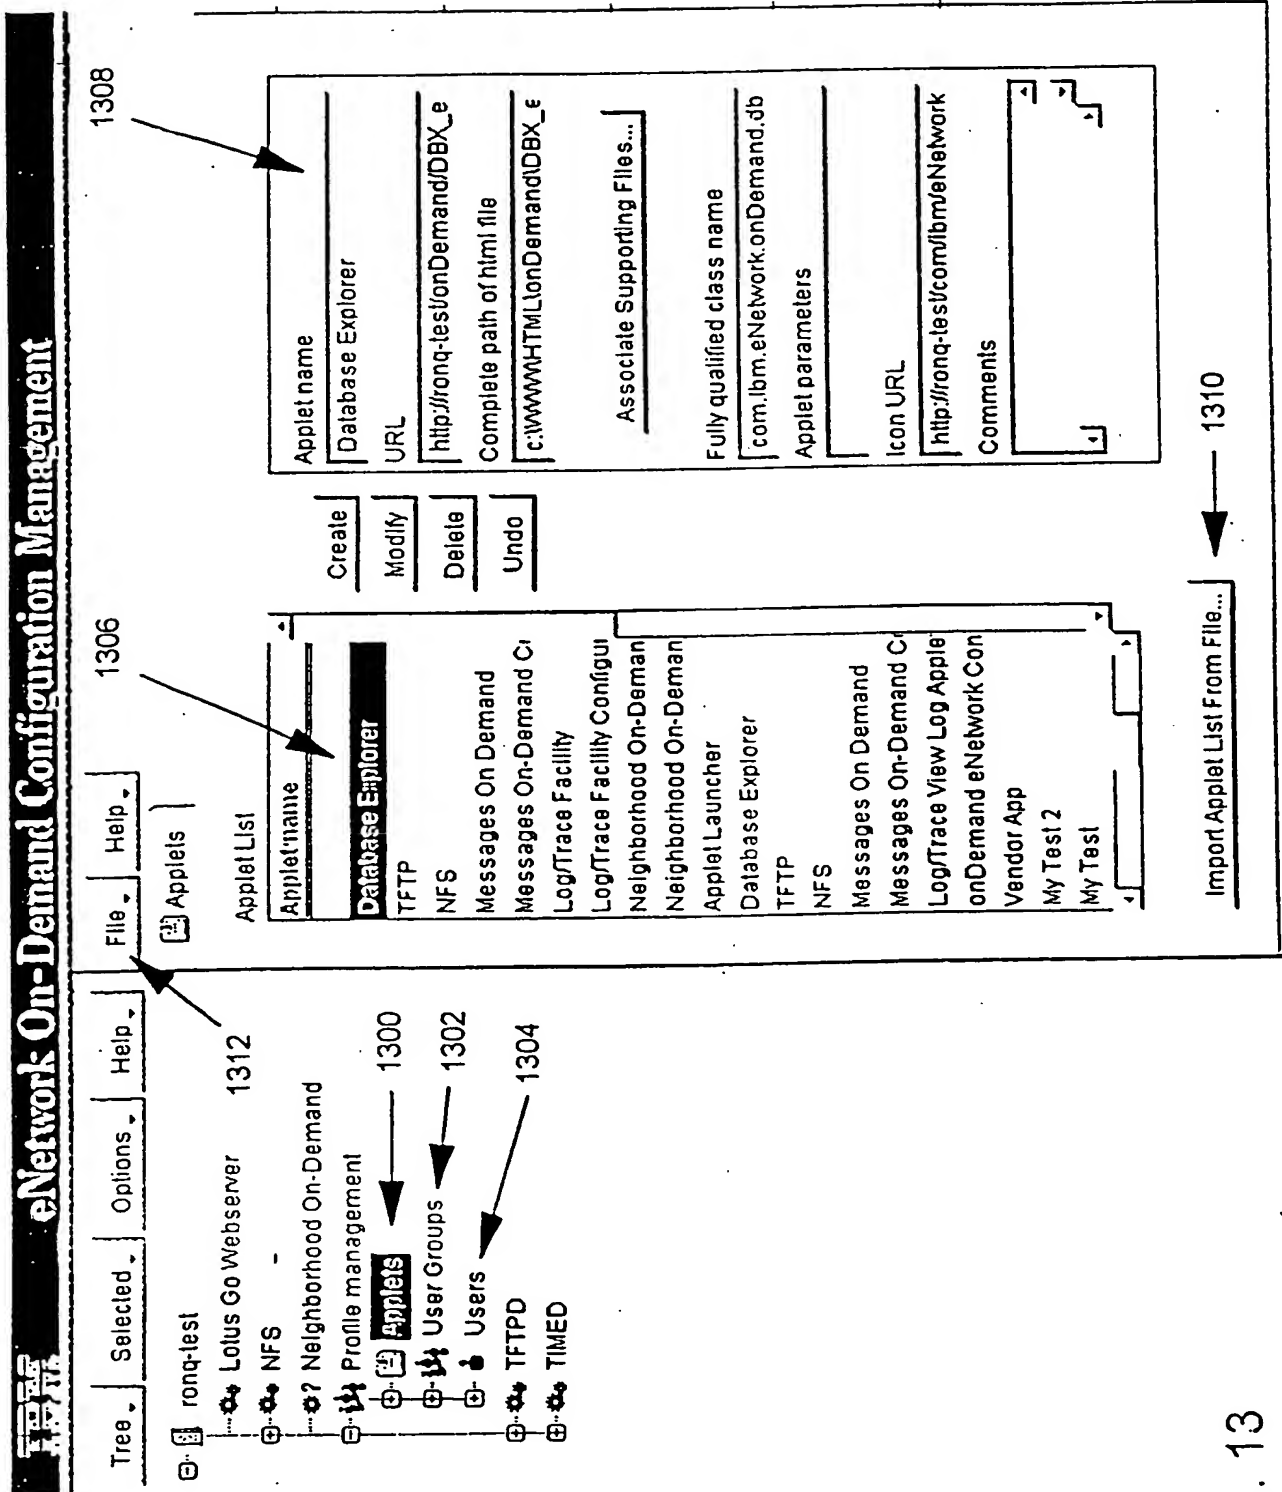 IBM
eNetwork On-Demand Configuration Management
Tree
Selected
Options
Help
ronq-test
Lotus Go Webserver
NFS
Neighborhood On-Demand
Profile management
Applets
User Groups
Users
TFTPD
TIMED
1312
1300
1302
1304
File
Help
Applets
Applet List
Applet name
Database Explorer
TFTP
NFS
Messages On Demand
Messages On-Demand Co
Log/Trace Facility
Log/Trace Facility Configur
Neighborhood On-Deman
Neighborhood On-Deman
Applet Launcher
Database Explorer
TFTP
NFS
Messages On Demand
Messages On-Demand Co
Log/Trace View Log Apple
onDemand eNetwork Con
Vendor App
My Test 2
My Test
Import Applet List From File...
1306
Create
Modify
Delete
Undo
1308
Applet name
Database Explorer
URL
http://ronq-test/onDemand/DBX_e
Complete path of html file
c:\WWW\HTML\onDemand\DBX_e
Associate Supporting Files...
Fully qualified class name
com.ibm.eNetwork.onDemand.db
Applet parameters
Icon URL
http://ronq-test/com/ibm/eNetwork
Comments
1310
. 13